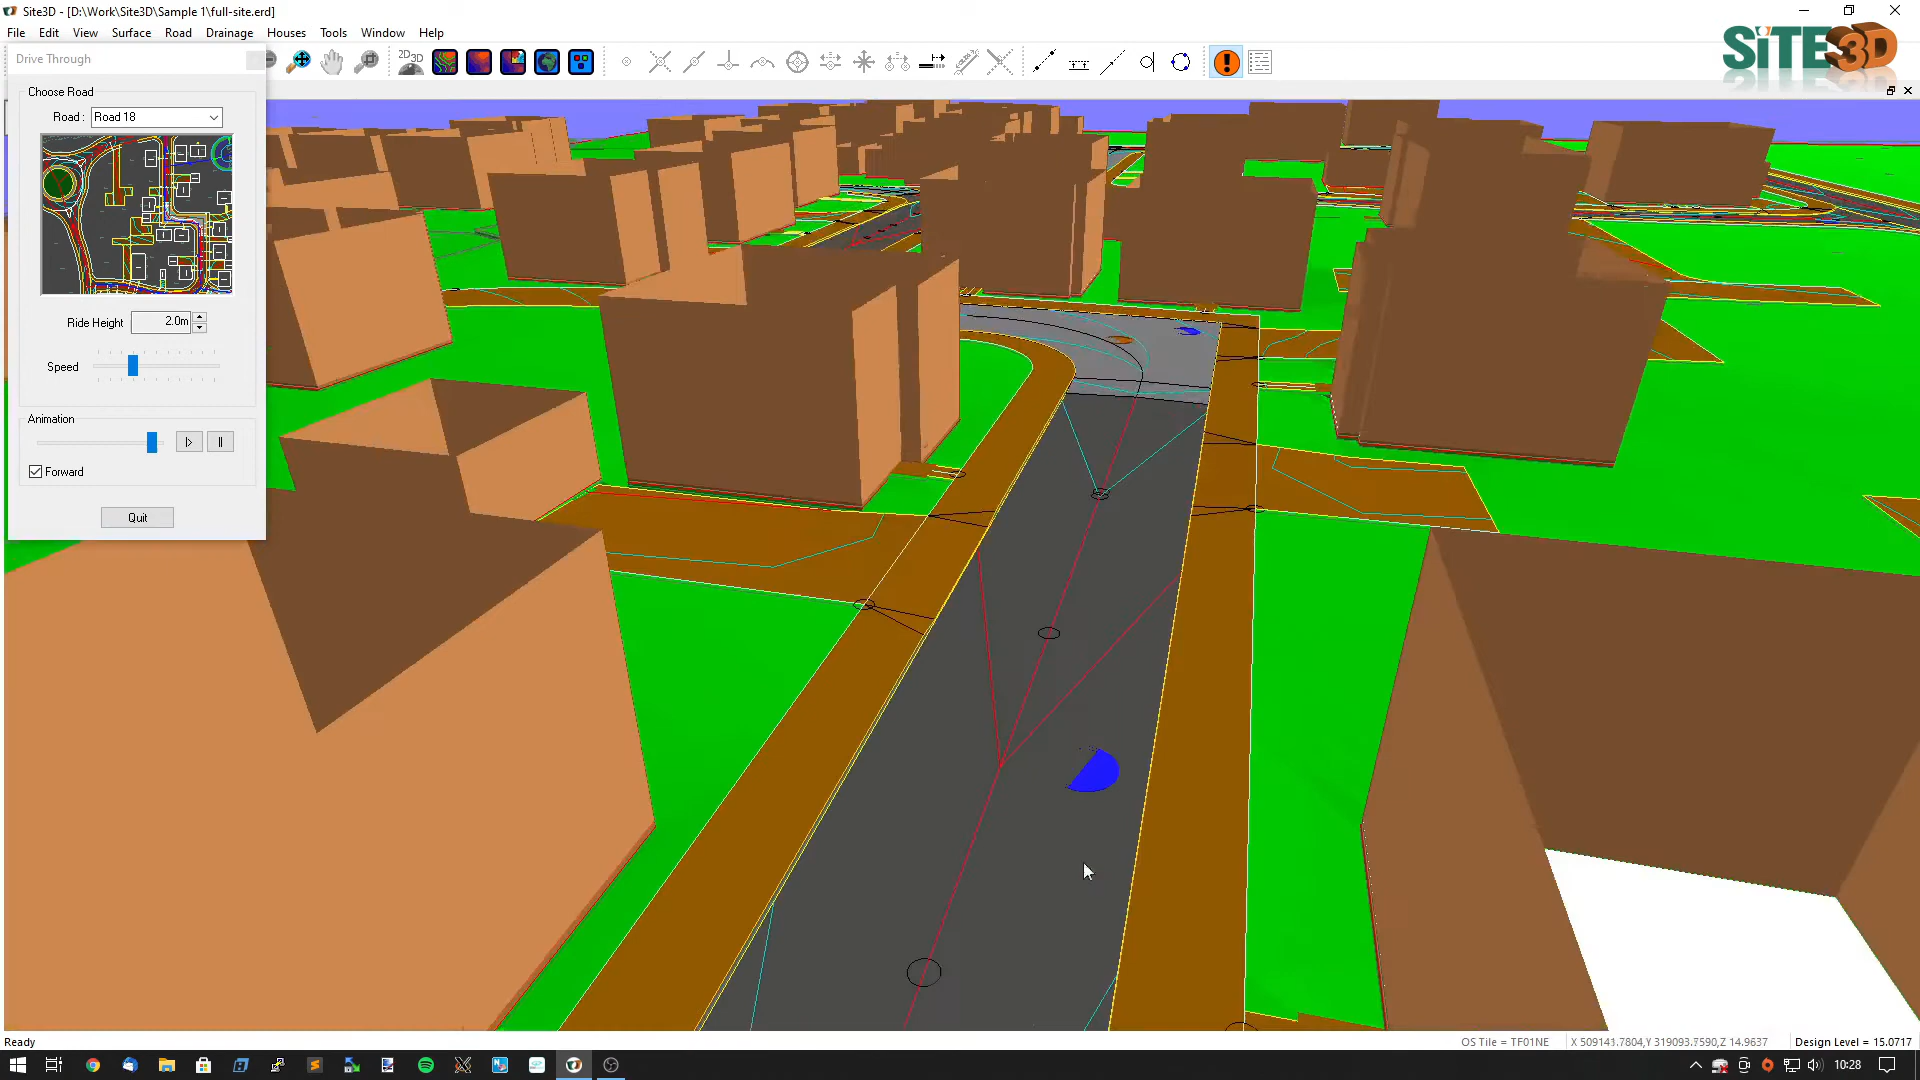 Site3D - [D:\Work\Site3D\Sample 1\full-site.erd]
File Edit View Surface Road Drainage Houses Tools Window Help
SITE3D
Drive Through
2D3D
Choose Road
Road : Road 18
Ride Height 2.0m
Speed
Animation
Forward
Quit
Ready
OS Tile = TF01NE X 509141.7804,Y 319093.7590,Z 14.9637 Design Level = 15.0717
10:28